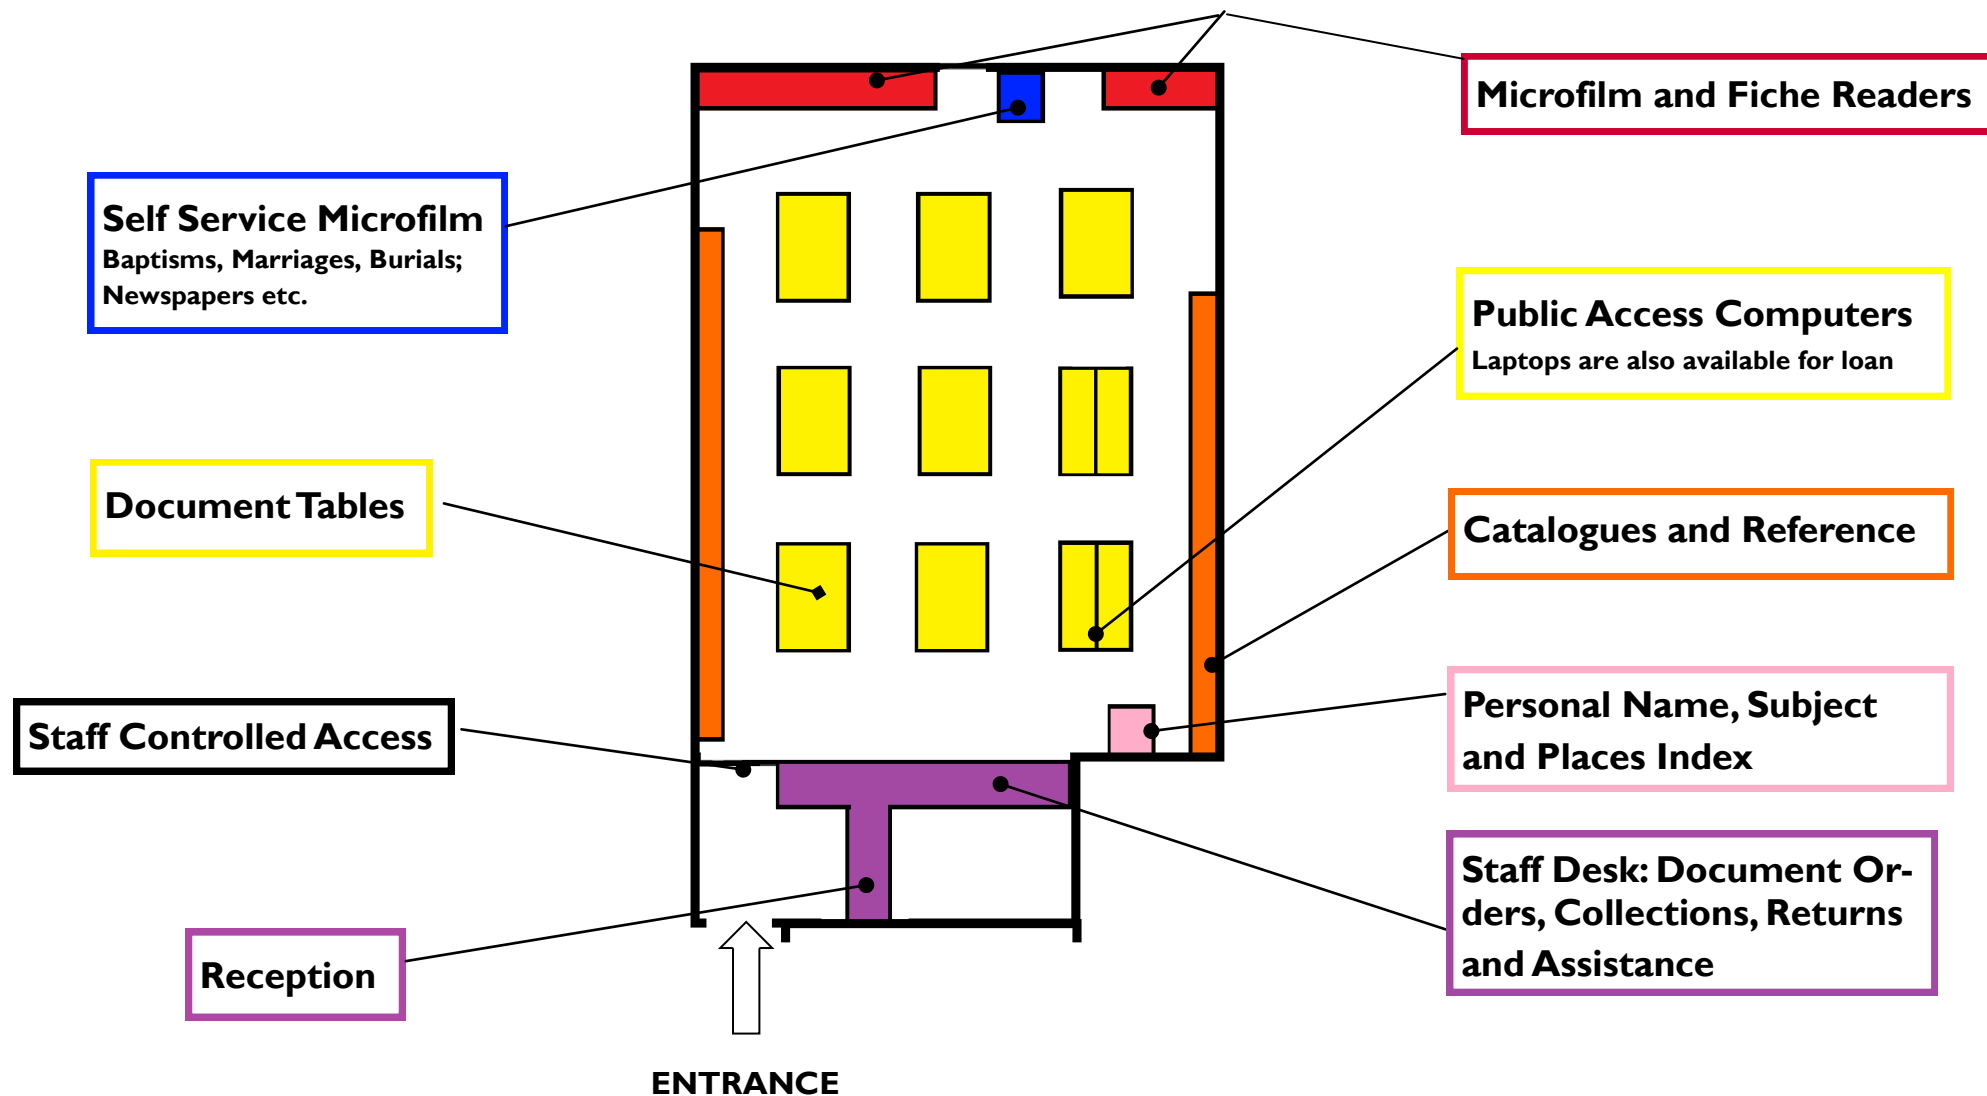 Microfilm and Fiche Readers
Self Service Microfilm
Baptisms, Marriages, Burials;
Newspapers etc.
Public Access Computers
Laptops are also available for loan
Document Tables
Catalogues and Reference
Staff Controlled Access
Personal Name, Subject
and Places Index
Staff Desk: Document Or-
ders, Collections, Returns
and Assistance
Reception
ENTRANCE